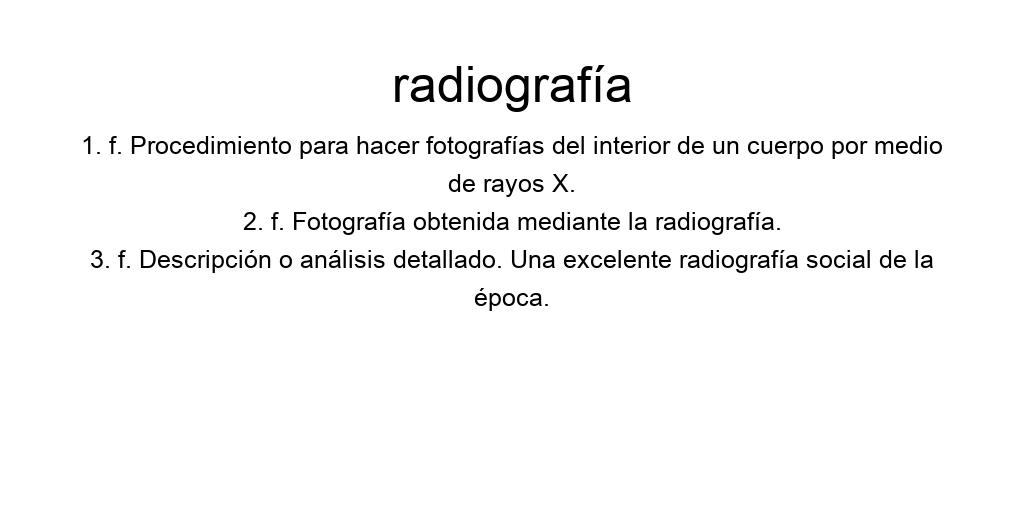 radiografía
1. f. Procedimiento para hacer fotografías del interior de un cuerpo por medio
de rayos X.
2. f. Fotografía obtenida mediante la radiografía.
3. f. Descripción o análisis detallado. Una excelente radiografía social de la
época.